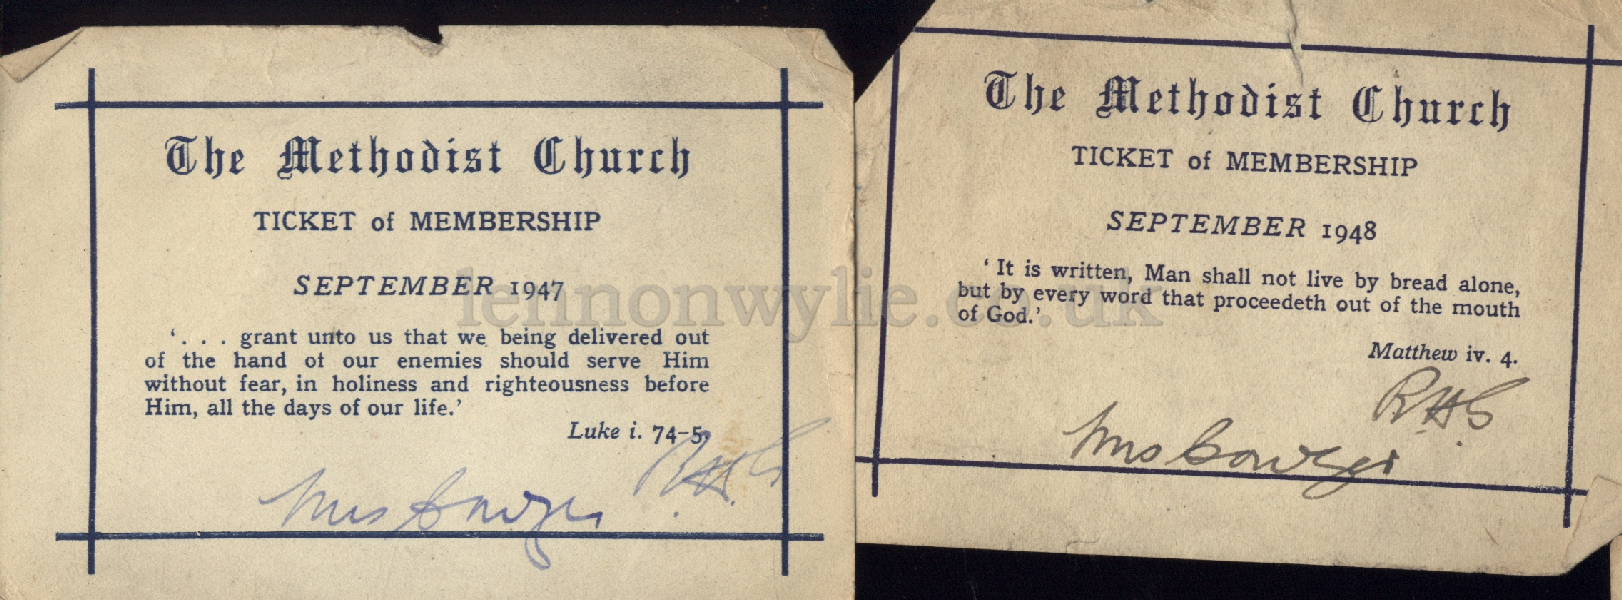 The Methodist Church
TICKET of MEMBERSHIP
SEPTEMBER 1947
‘. . . grant unto us that we being delivered out
of the hand of our enemies should serve Him
without fear, in holiness and righteousness before
Him, all the days of our life.’
Luke i. 74-5.
R.H.G.
Mrs
The Methodist Church
TICKET of MEMBERSHIP
SEPTEMBER 1948
‘It is written, Man shall not live by bread alone,
but by every word that proceedeth out of the mouth
of God.’
Matthew iv. 4.
R.H.G.
Mrs
lennonwylie.co.uk